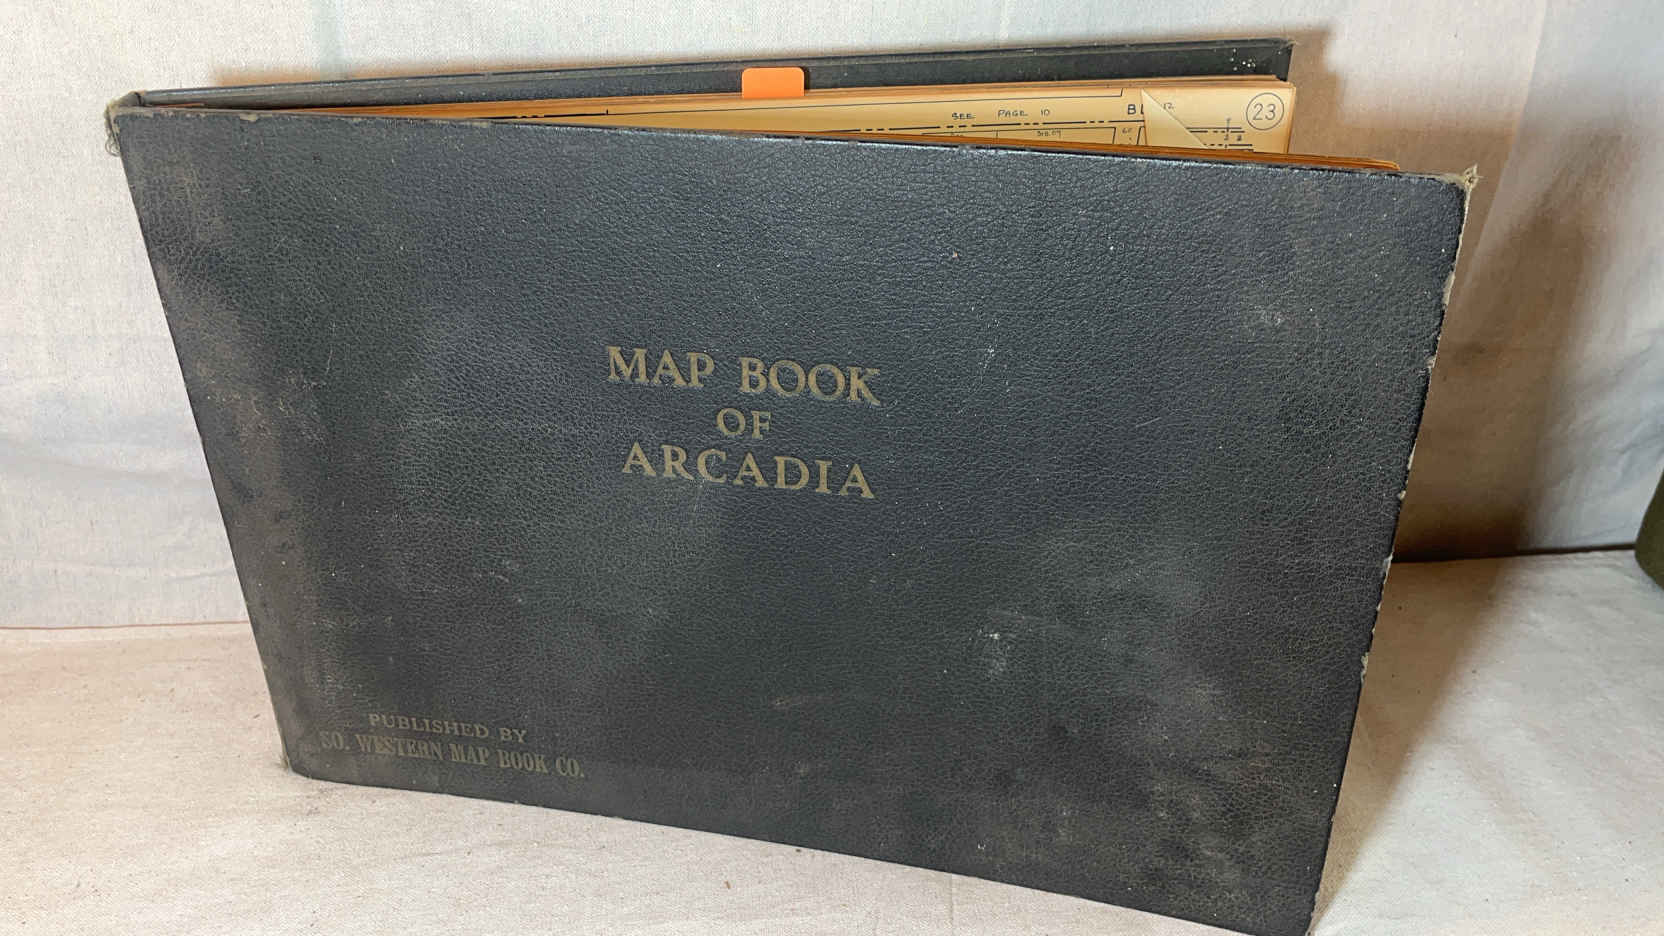 SEE PAGE 10
23
MAP BOOK
OF
ARCADIA
PUBLISHED BY
SO. WESTERN MAP BOOK CO.